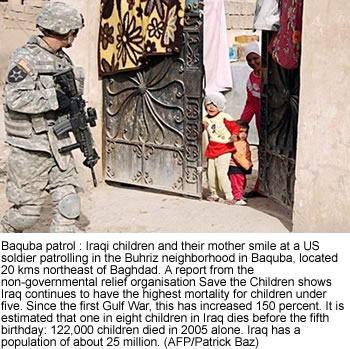 Baquba patrol : Iraqi children and their mother smile at a US
soldier patrolling in the Buhriz neighborhood in Baquba, located
20 kms northeast of Baghdad. A report from the
non-governmental relief organisation Save the Children shows
Iraq continues to have the highest mortality for children under
five. Since the first Gulf War, this has increased 150 percent. It is
estimated that one in eight children in Iraq dies before the fifth
birthday: 122,000 children died in 2005 alone. Iraq has a
population of about 25 million. (AFP/Patrick Baz)